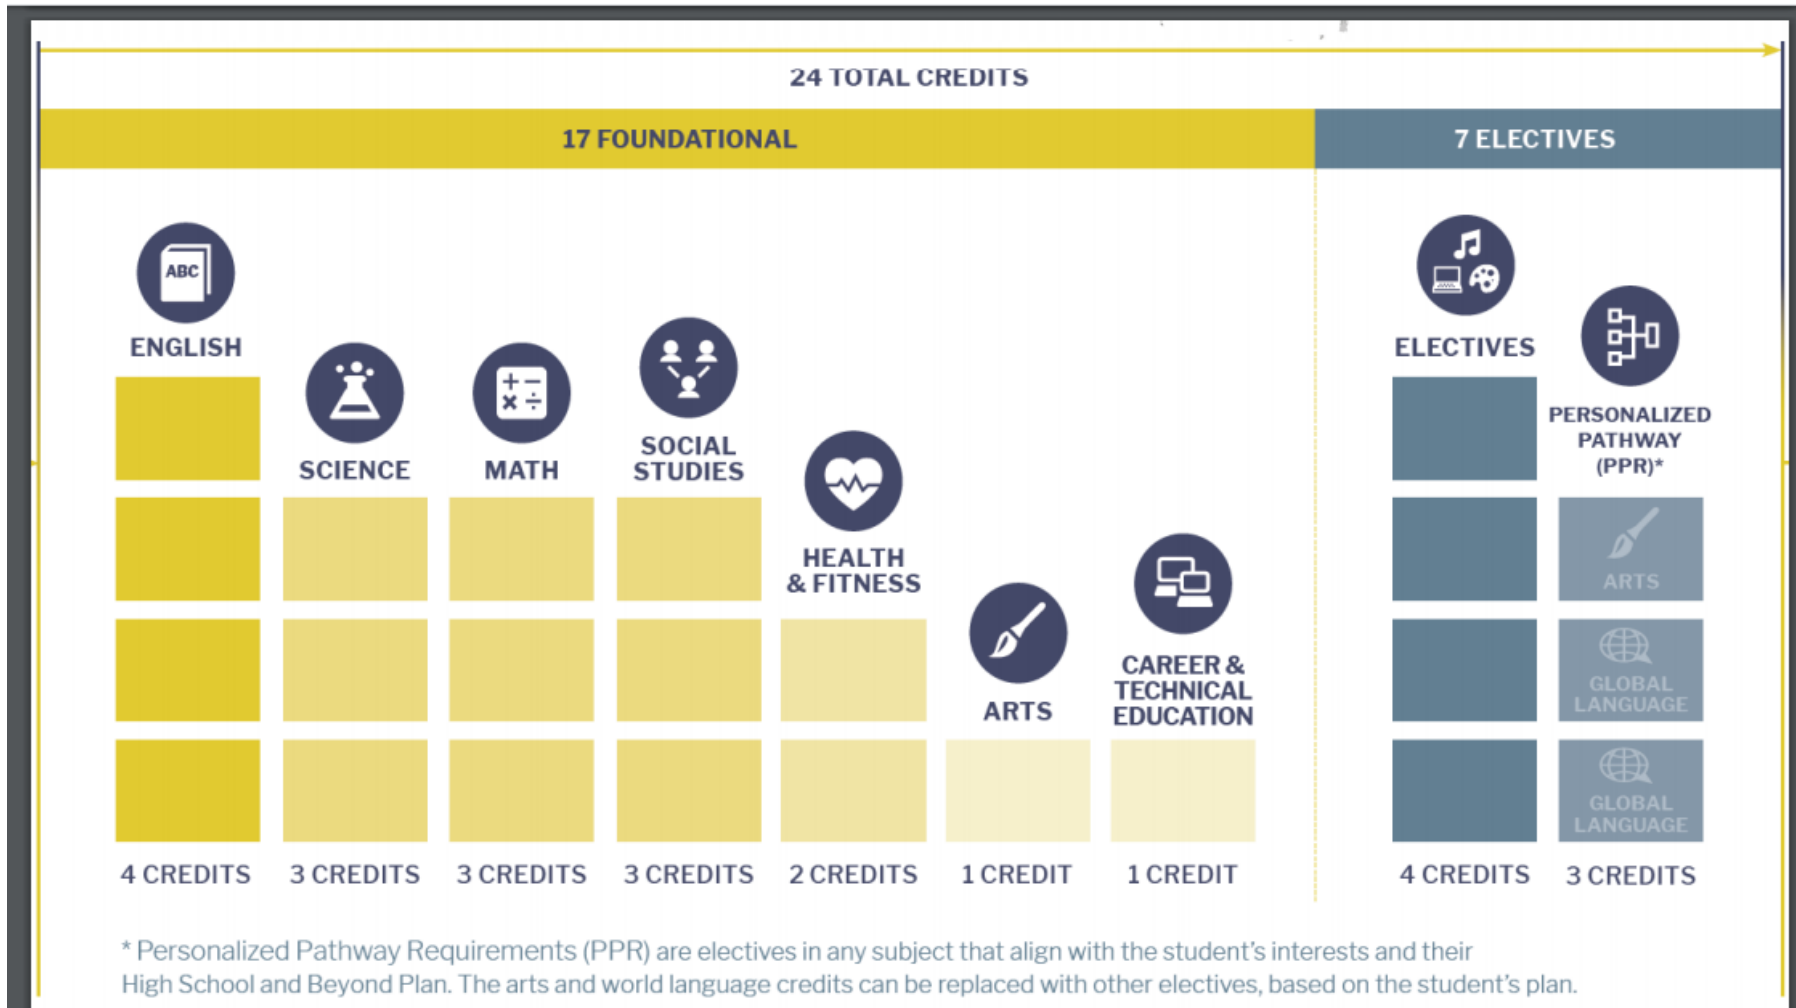 24 TOTAL CREDITS
17 FOUNDATIONAL
7 ELECTIVES
ABC
ENGLISH
SCIENCE
MATH
SOCIAL
STUDIES
HEALTH
& FITNESS
ARTS
CAREER &
TECHNICAL
EDUCATION
ELECTIVES
PERSONALIZED
PATHWAY
(PPR)*
ARTS
GLOBAL
LANGUAGE
GLOBAL
LANGUAGE
4 CREDITS
3 CREDITS
3 CREDITS
3 CREDITS
2 CREDITS
1 CREDIT
1 CREDIT
4 CREDITS
3 CREDITS
* Personalized Pathway Requirements (PPR) are electives in any subject that align with the student's interests and their
High School and Beyond Plan. The arts and world language credits can be replaced with other electives, based on the student's plan.